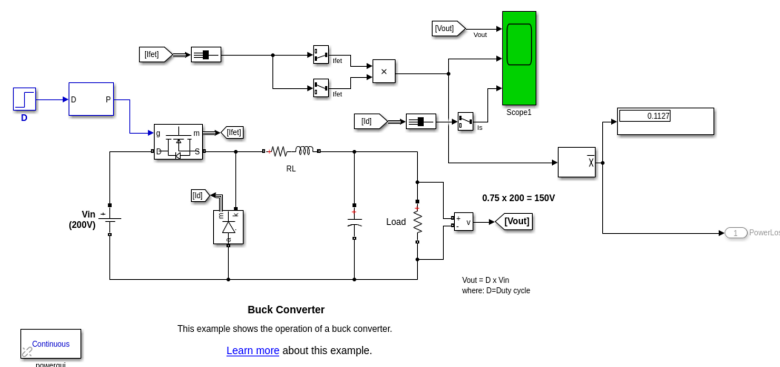 [Vout]
Vout
[Ifet]
Ifet
×
Ifet
Scope1
D
P
D
[Id]
Is
0.1127
g
m
D
S
[Ifet]
RL
[Id]
m
k
a
Vin
(200V)
0.75 x 200 = 150V
Load
+
-
v
[Vout]
1
PowerLos
Vout = D x Vin
where: D=Duty cycle
Buck Converter
This example shows the operation of a buck converter.
Continuous
Learn more about this example.
powergui